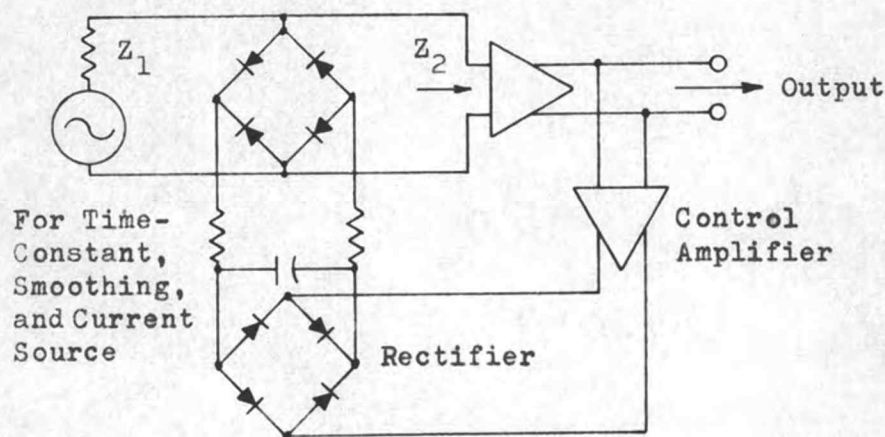 Z1
Z2
Output
For Time-
Constant,
Smoothing,
and Current
Source
Control
Amplifier
Rectifier